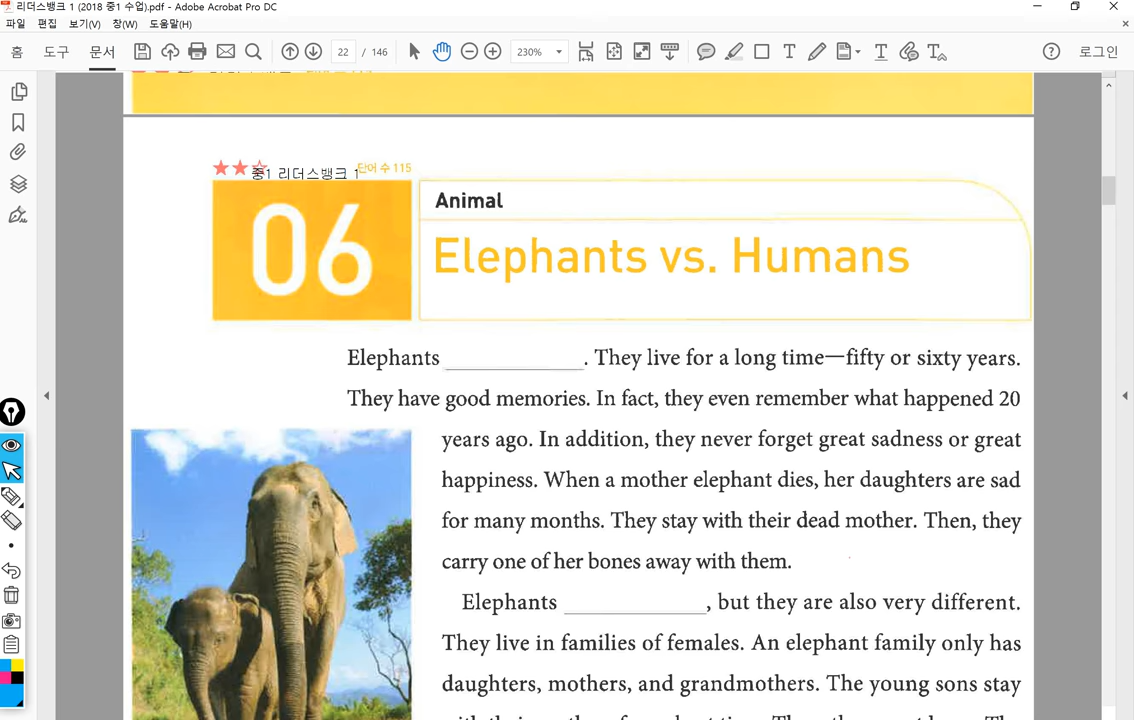 리더스뱅크 1 (2018 중1 수업).pdf - Adobe Acrobat Pro DC
파일 편집 보기(V) 창(W) 도움말(H)
홈 도구 문서 22 / 146 230% 로그인
중1 리더스뱅크 1 단어 수 115
06
Animal
Elephants vs. Humans
Elephants ____________. They live for a long time—fifty or sixty years.
They have good memories. In fact, they even remember what happened 20
years ago. In addition, they never forget great sadness or great
happiness. When a mother elephant dies, her daughters are sad
for many months. They stay with their dead mother. Then, they
carry one of her bones away with them.
Elephants ____________, but they are also very different.
They live in families of females. An elephant family only has
daughters, mothers, and grandmothers. The young sons stay